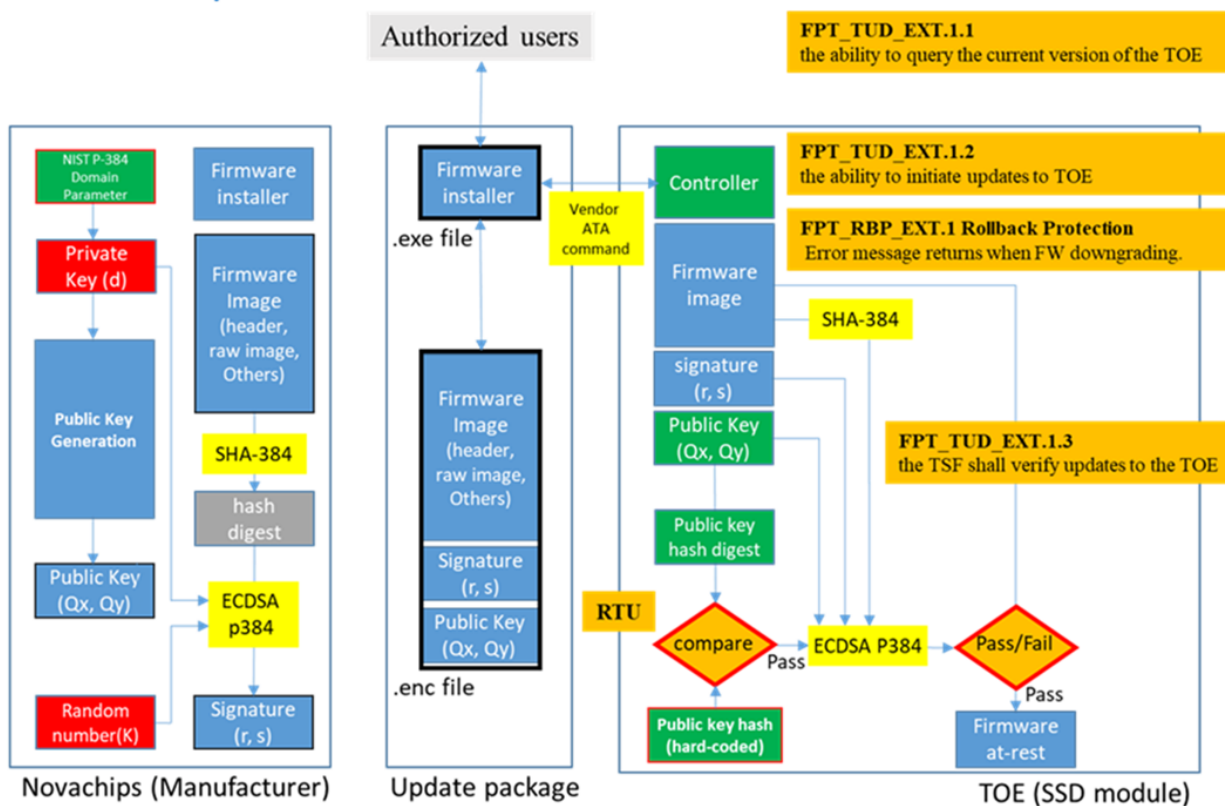 Authorized users
FPT_TUD_EXT.1.1
the ability to query the current version of the TOE
NIST P-384
Domain
Parameter
Firmware
installer
Private
Key (d)
Firmware
Image
(header,
raw image,
Others)
Public Key
Generation
SHA-384
hash
digest
Public Key
(Qx, Qy)
ECDSA
p384
Random
number(K)
Signature
(r, s)
Novachips (Manufacturer)
Firmware
installer
.exe file
Vendor
ATA
command
Firmware
Image
(header,
raw image,
Others)
Signature
(r, s)
Public Key
(Qx, Qy)
.enc file
Update package
Controller
FPT_TUD_EXT.1.2
the ability to initiate updates to TOE
FPT_RBP_EXT.1 Rollback Protection
Error message returns when FW downgrading.
Firmware
image
SHA-384
signature
(r, s)
Public Key
(Qx, Qy)
FPT_TUD_EXT.1.3
the TSF shall verify updates to the TOE
Public key
hash digest
RTU
compare
Pass
ECDSA P384
Pass/Fail
Pass
Public key hash
(hard-coded)
Firmware
at-rest
TOE (SSD module)